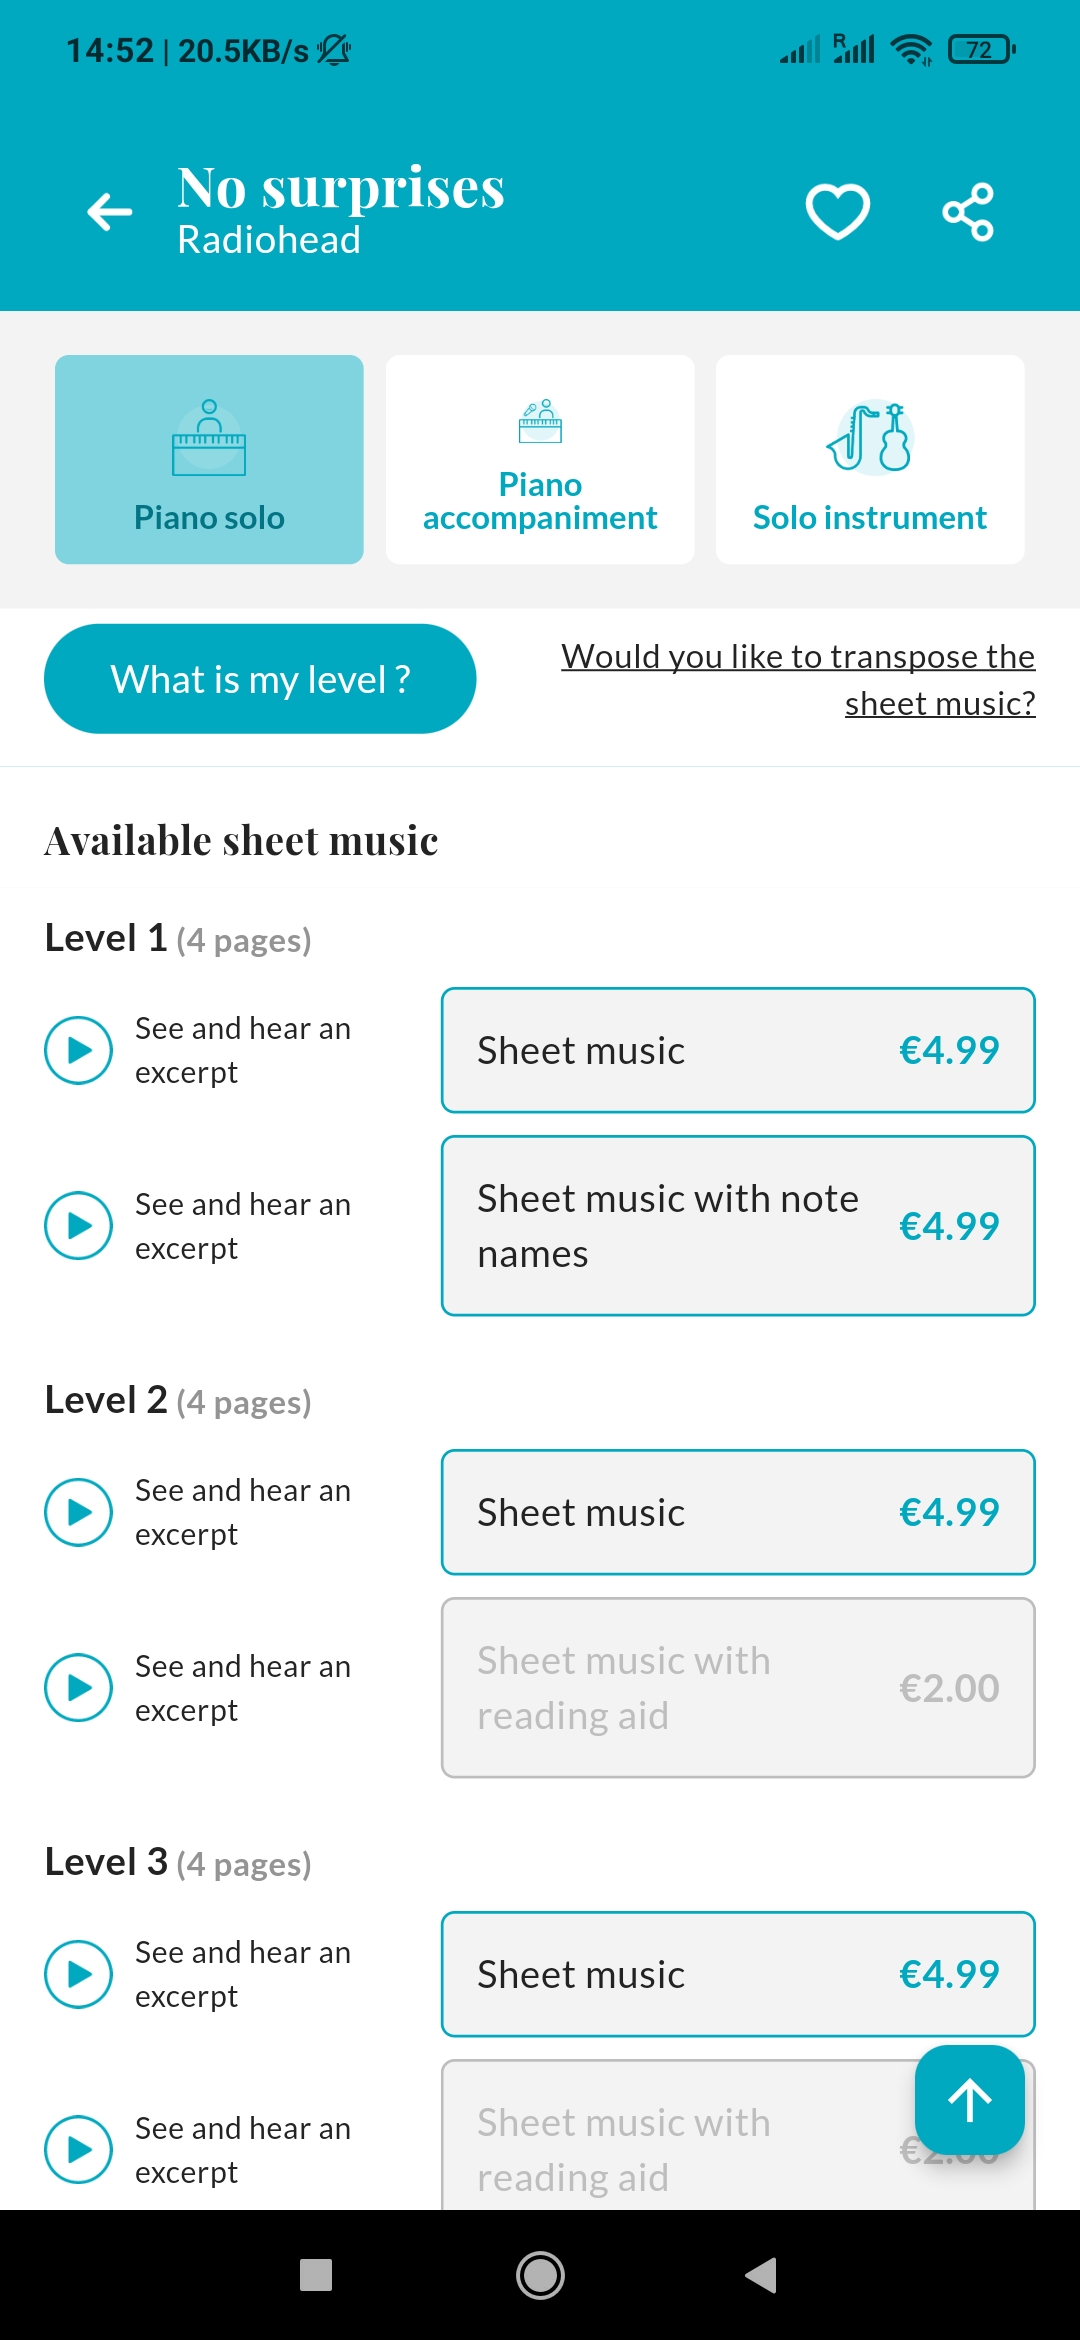 14:52 | 20.5KB/s
R
72
No surprises
Radiohead
Piano solo
Piano
accompaniment
Solo instrument
What is my level ?
Would you like to transpose the
sheet music?
Available sheet music
Level 1 (4 pages)
See and hear an
excerpt
Sheet music
€4.99
See and hear an
excerpt
Sheet music with note
names
€4.99
Level 2 (4 pages)
See and hear an
excerpt
Sheet music
€4.99
See and hear an
excerpt
Sheet music with
reading aid
€2.00
Level 3 (4 pages)
See and hear an
excerpt
Sheet music
€4.99
See and hear an
excerpt
Sheet music with
reading aid
€2.00